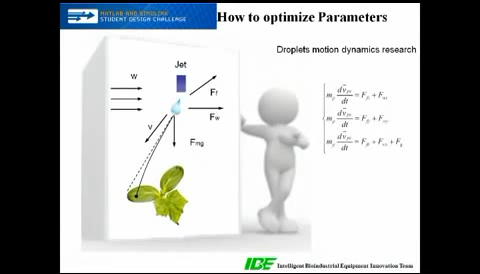 MATLAB AND SIMULINK
STUDENT DESIGN CHALLENGE
How to optimize Parameters
Droplets motion dynamics research
Jet
w
Ff
Fw
v
Fmg
IBE Intelligent Bioindustrial Equipment Innovation Team